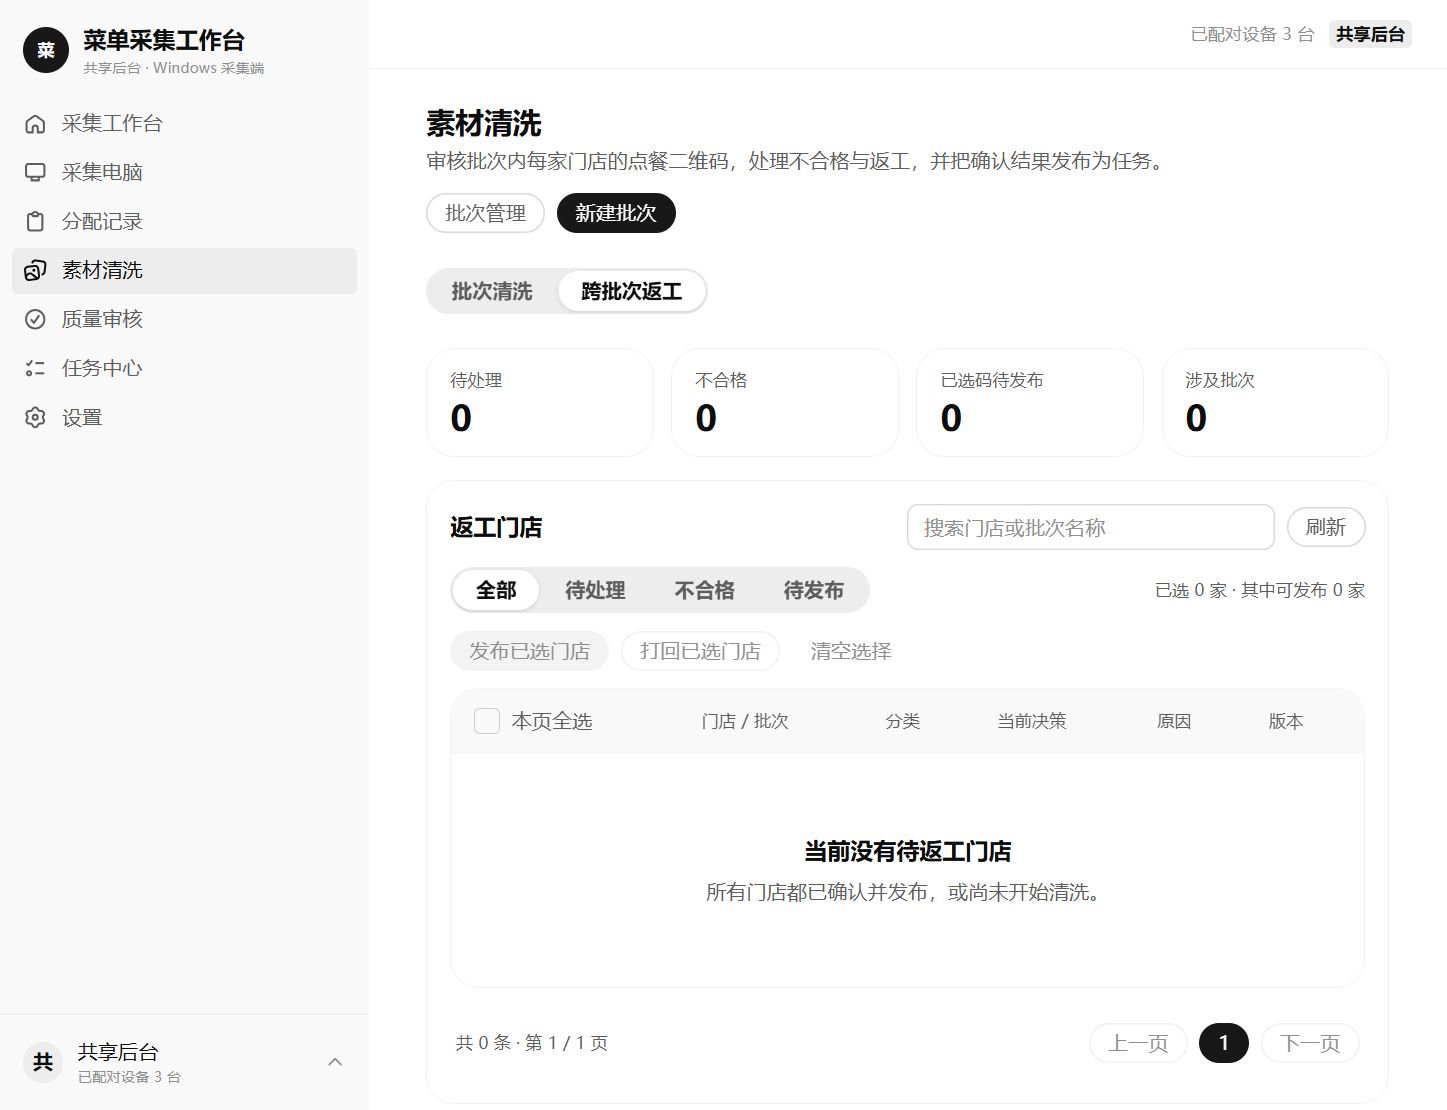 菜
菜单采集工作台
共享后台 · Windows 采集端
采集工作台
采集电脑
分配记录
素材清洗
质量审核
任务中心
设置
共
共享后台
已配对设备 3 台
已配对设备 3 台 共享后台
素材清洗
审核批次内每家门店的点餐二维码，处理不合格与返工，并把确认结果发布为任务。
批次管理 新建批次
批次清洗 跨批次返工
待处理 不合格 已选码待发布 涉及批次
0 0 0 0
返工门店 搜索门店或批次名称 刷新
全部 待处理 不合格 待发布 已选 0 家 · 其中可发布 0 家
发布已选门店 打回已选门店 清空选择
本页全选 门店 / 批次 分类 当前决策 原因 版本
当前没有待返工门店
所有门店都已确认并发布，或尚未开始清洗。
共 0 条 · 第 1 / 1 页 上一页 1 下一页